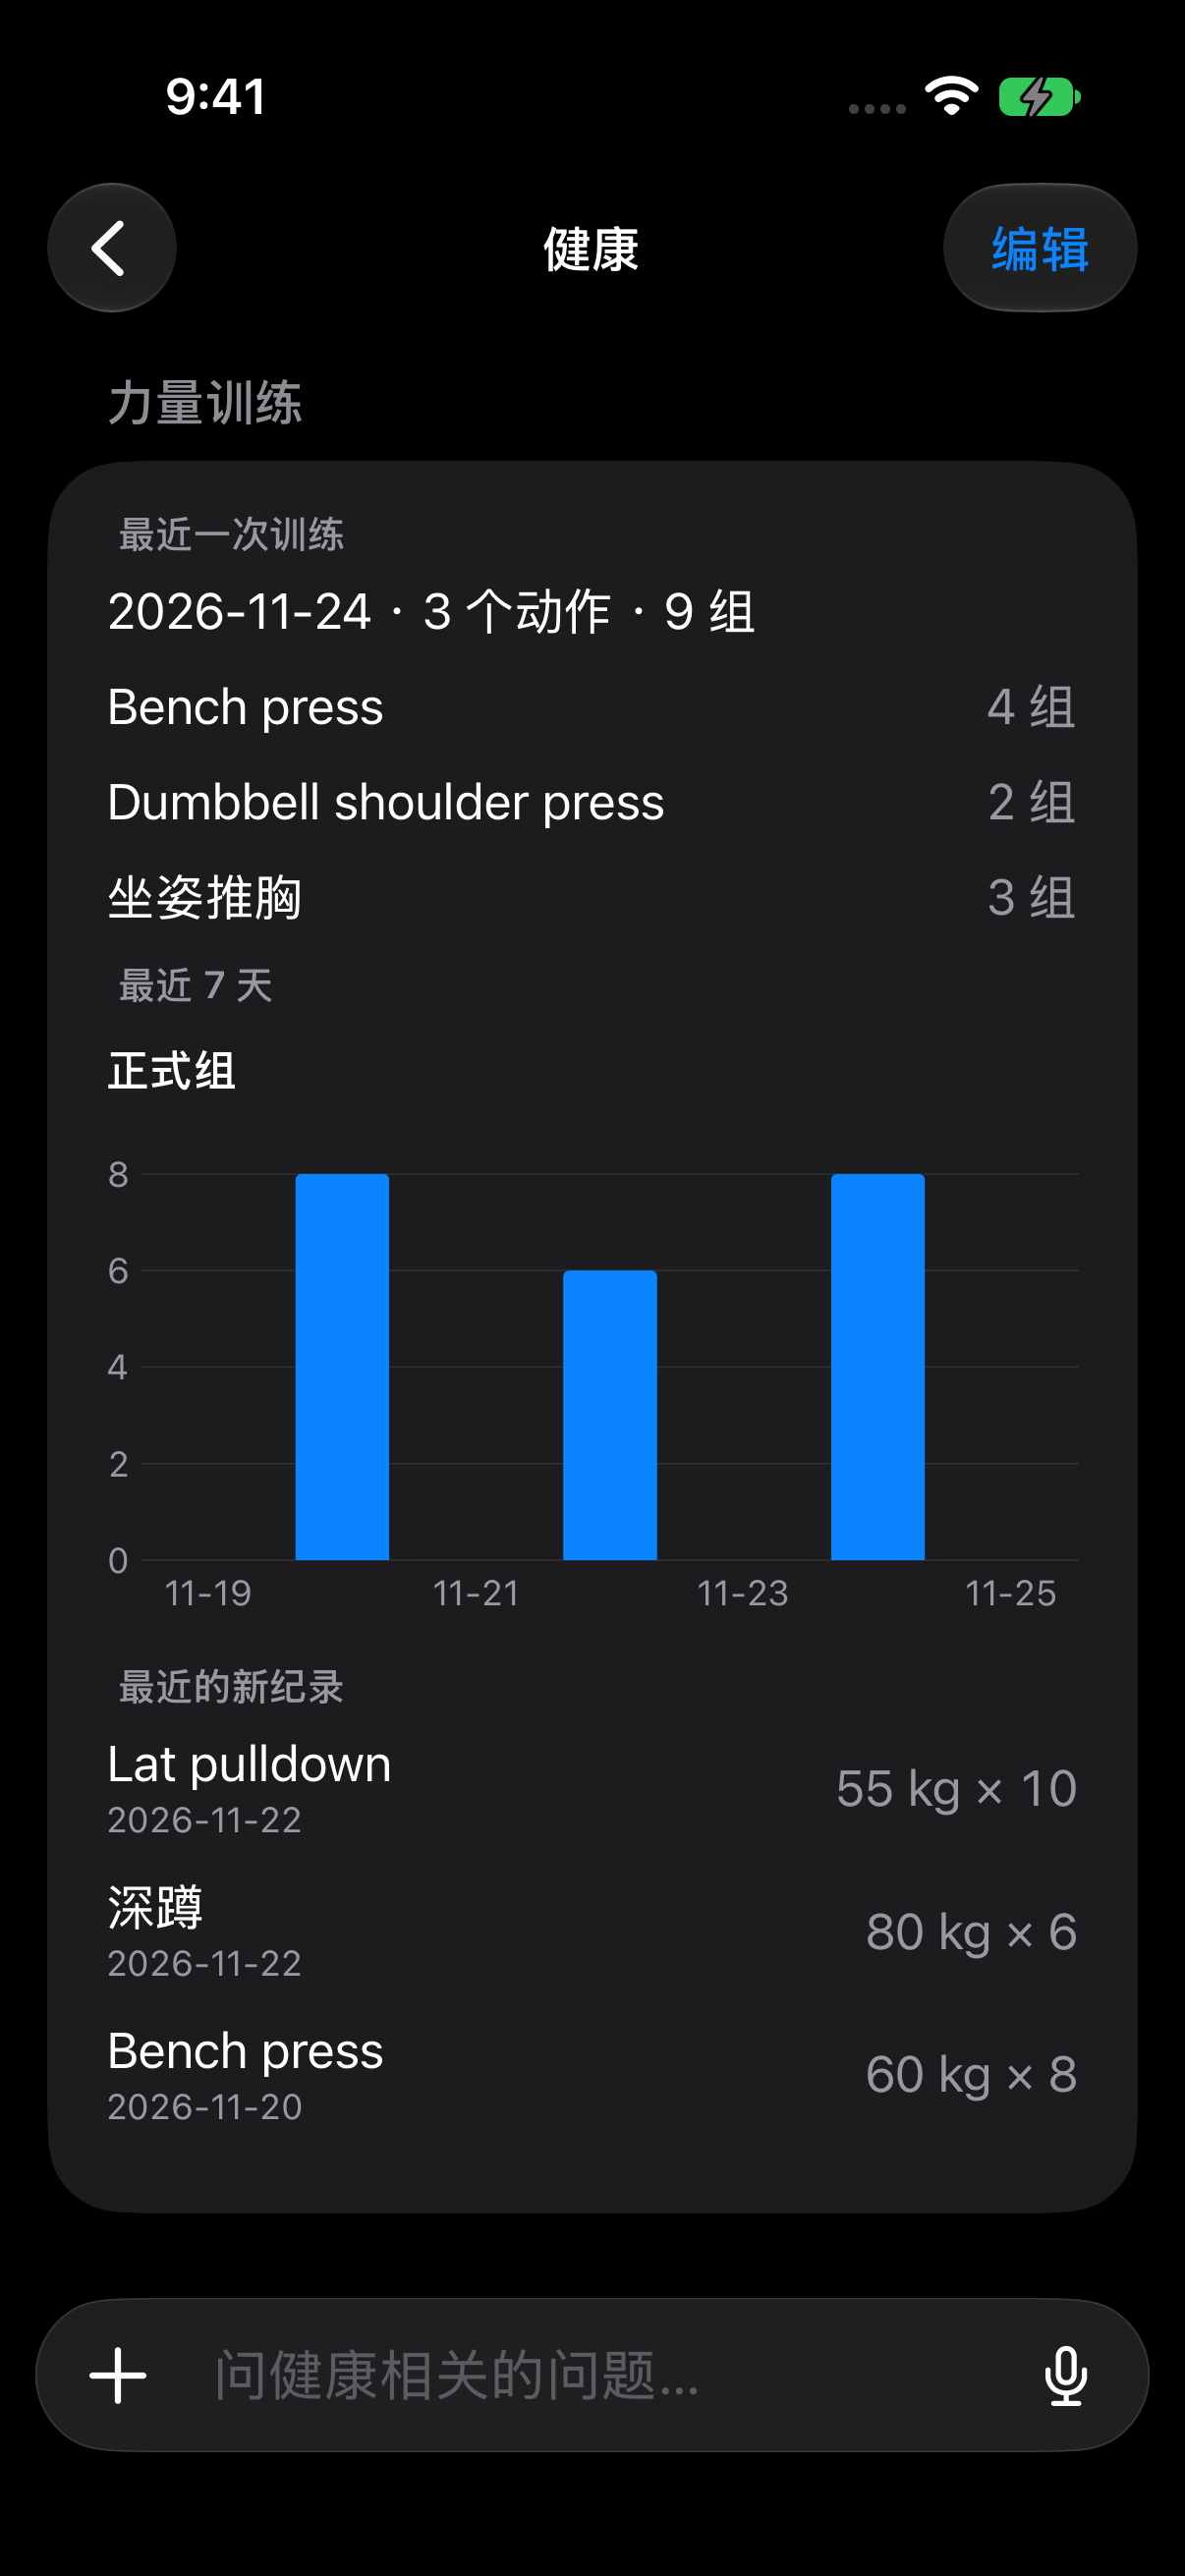 9:41
健康
编辑
力量训练
最近一次训练
2026-11-24 · 3 个动作 · 9 组
Bench press 4 组
Dumbbell shoulder press 2 组
坐姿推胸 3 组
最近 7 天
正式组
8
6
4
2
0
11-19 11-21 11-23 11-25
最近的新纪录
Lat pulldown
2026-11-22
55 kg × 10
深蹲
2026-11-22
80 kg × 6
Bench press
2026-11-20
60 kg × 8
问健康相关的问题...